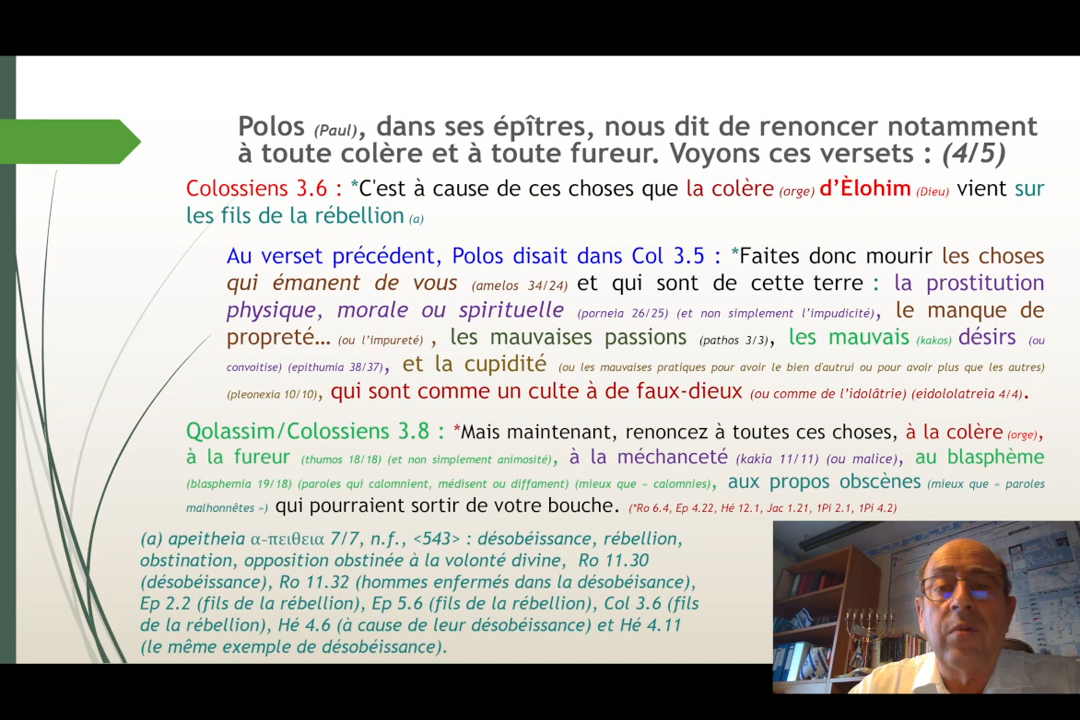 Polos (Paul), dans ses épîtres, nous dit de renoncer notamment
à toute colère et à toute fureur. Voyons ces versets : (4/5)
Colossiens 3.6 : *C'est à cause de ces choses que la colère (orge) d'Èlohim (Dieu) vient sur
les fils de la rébellion (a)
Au verset précédent, Polos disait dans Col 3.5 : *Faites donc mourir les choses
qui émanent de vous (amelos 34/24) et qui sont de cette terre : la prostitution
physique, morale ou spirituelle (porneia 26/25) (et non simplement l'impudicité), le manque de
propreté... (ou l'impureté) , les mauvaises passions (pathos 3/3), les mauvais (kakos) désirs (ou
convoitise) (epithumia 38/37), et la cupidité (ou les mauvaises pratiques pour avoir le bien d'autrui ou pour avoir plus que les autres)
(pleonexia 10/10), qui sont comme un culte à de faux-dieux (ou comme de l'idolâtrie) (eidololatreia 4/4).
Qolassim/Colossiens 3.8 : *Mais maintenant, renoncez à toutes ces choses, à la colère (orge),
à la fureur (thumos 18/18) (et non simplement animosité), à la méchanceté (kakia 11/11) (ou malice), au blasphème
(blasphemia 19/18) (paroles qui calomnient, médisent ou diffament) (mieux que « calomnies), aux propos obscènes (mieux que « paroles
malhonnêtes ») qui pourraient sortir de votre bouche. (*Ro 6.4, Ep 4.22, Hé 12.1, Jac 1.21, 1Pi 2.1, 1Pi 4.2)
(a) apeitheia α-πειθεια 7/7, n.f., <543> : désobéissance, rébellion,
obstination, opposition obstinée à la volonté divine, Ro 11.30
(désobéissance), Ro 11.32 (hommes enfermés dans la désobéisance),
Ep 2.2 (fils de la rébellion), Ep 5.6 (fils de la rébellion), Col 3.6 (fils
de la rébellion), Hé 4.6 (à cause de leur désobéissance) et Hé 4.11
(le même exemple de désobéissance).